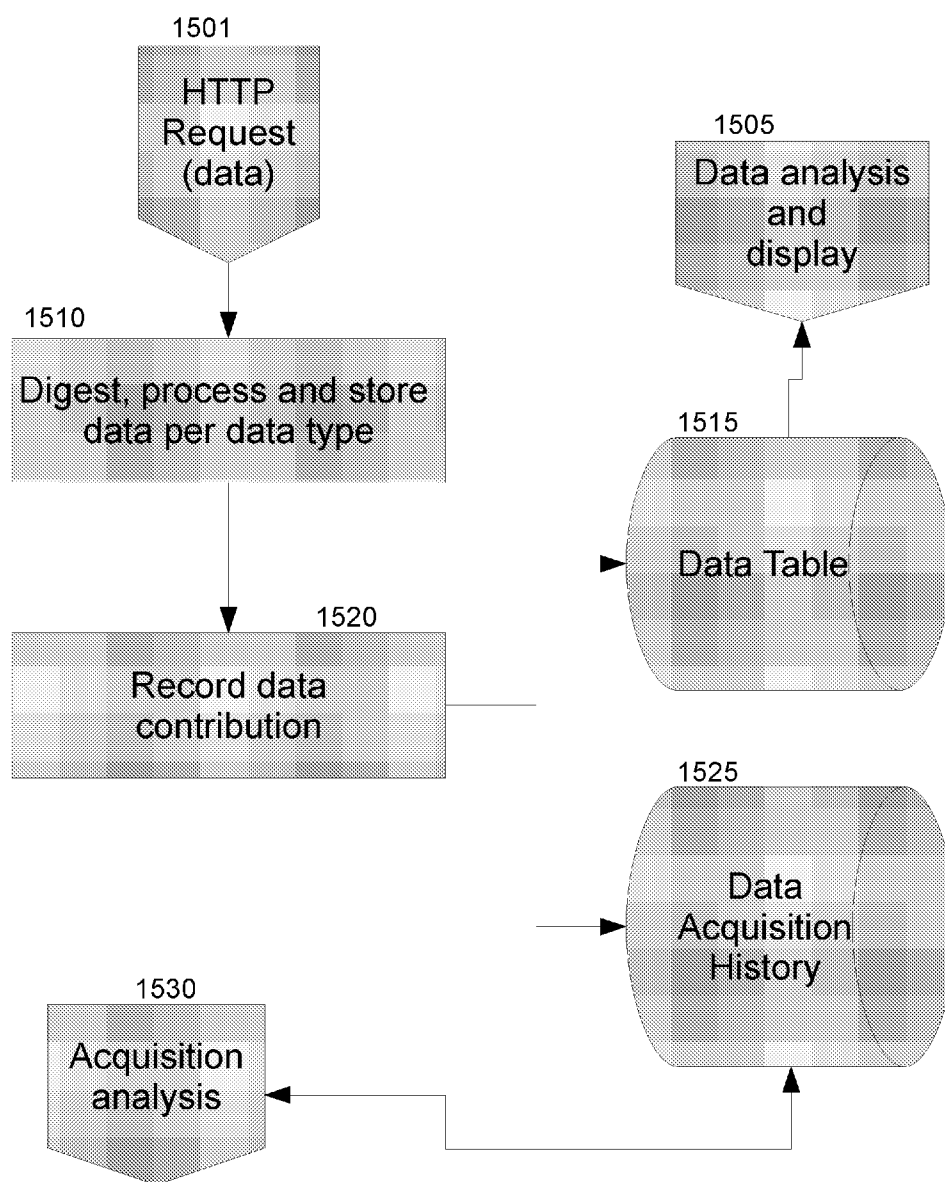 1501
HTTP
Request
(data)
1505
Data analysis
and
display
1510
Digest, process and store
data per data type
1515
Data Table
1520
Record data
contribution
1525
Data
Acquisition
History
1530
Acquisition
analysis